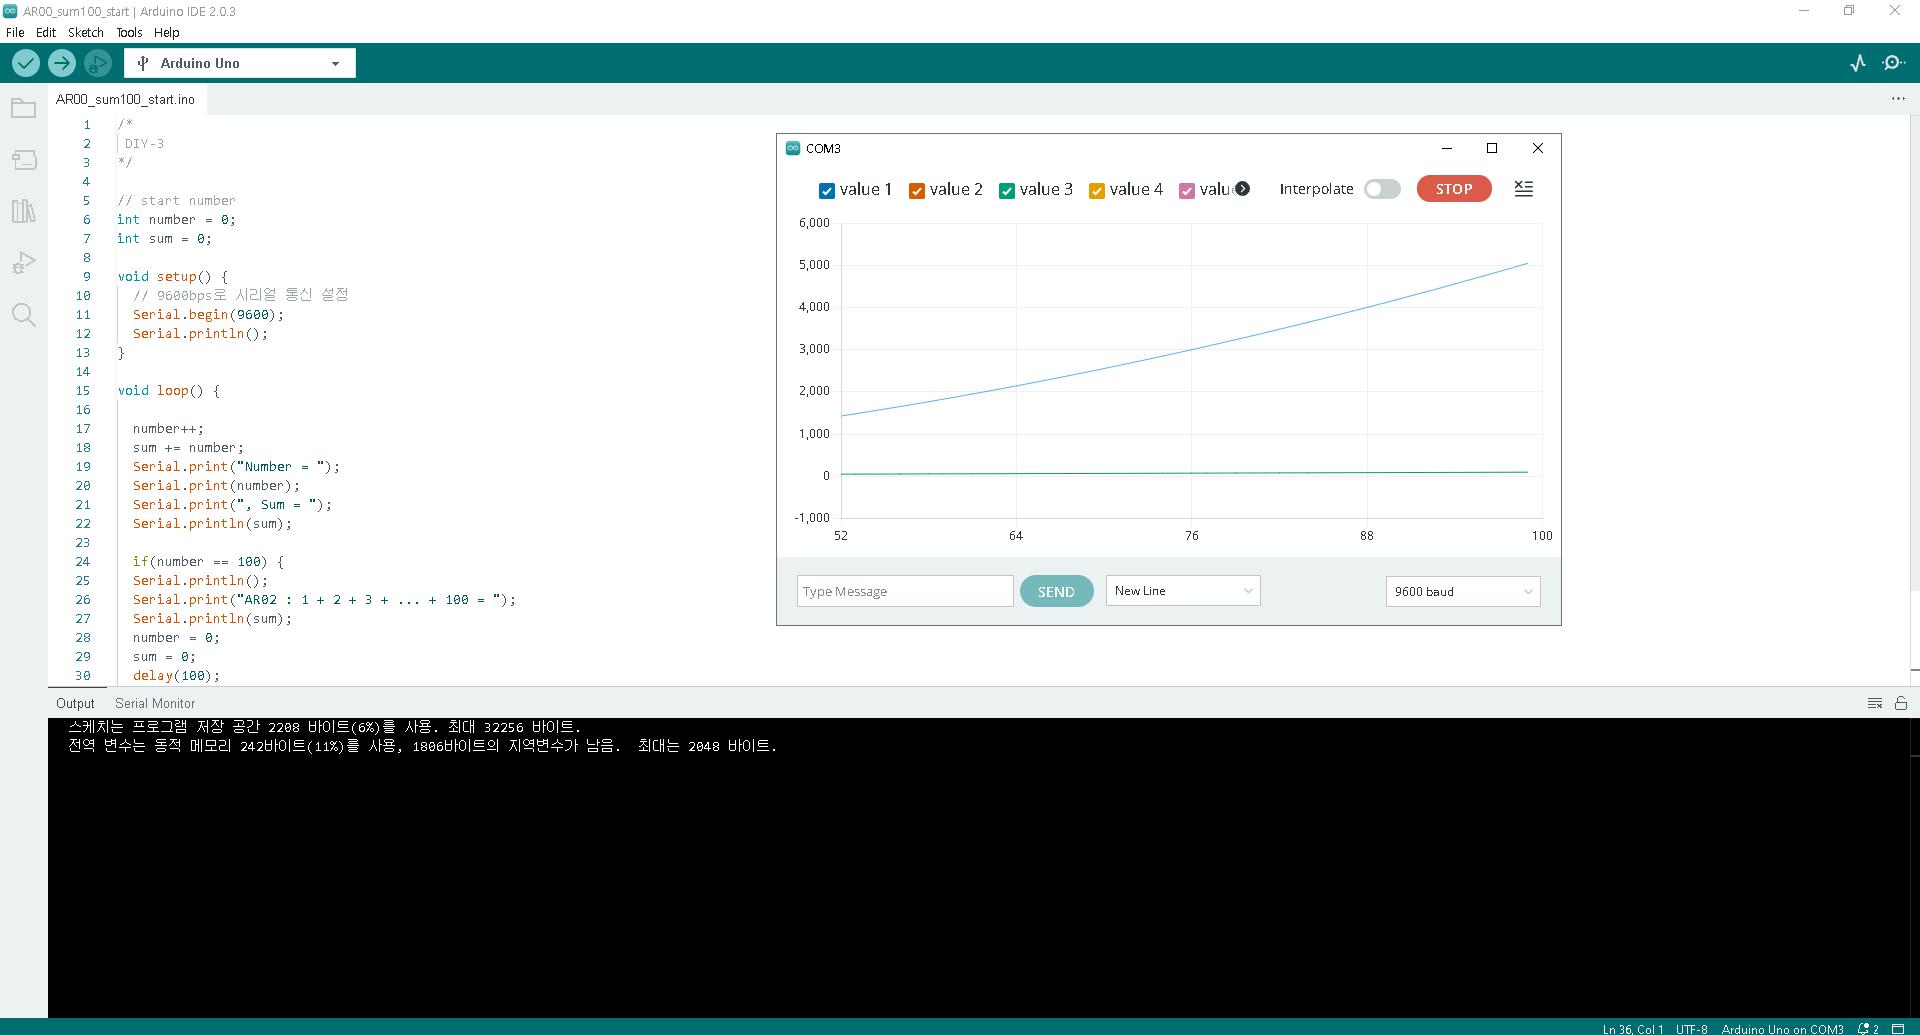 AR00_sum100_start | Arduino IDE 2.0.3
File Edit Sketch Tools Help
Arduino Uno
AR00_sum100_start.ino
1 /*
2 DIY-3
3 */
4
5 // start number
6 int number = 0;
7 int sum = 0;
8
9 void setup() {
10 // 9600bps로 시리얼 통신 설정
11 Serial.begin(9600);
12 Serial.println();
13 }
14
15 void loop() {
16
17 number++;
18 sum += number;
19 Serial.print("Number = ");
20 Serial.print(number);
21 Serial.print(", Sum = ");
22 Serial.println(sum);
23
24 if(number == 100) {
25 Serial.println();
26 Serial.print("AR02 : 1 + 2 + 3 + ... + 100 = ");
27 Serial.println(sum);
28 number = 0;
29 sum = 0;
30 delay(100);
COM3
value 1 value 2 value 3 value 4 valu Interpolate STOP
6,000
5,000
4,000
3,000
2,000
1,000
0
-1,000
52 64 76 88 100
Type Message SEND New Line 9600 baud
Output Serial Monitor
스케치는 프로그램 저장 공간 2208 바이트(6%)를 사용. 최대 32256 바이트.
전역 변수는 동적 메모리 242바이트(11%)를 사용, 1806바이트의 지역변수가 남음. 최대는 2048 바이트.
Ln 36, Col 1 UTF-8 Arduino Uno on COM3 2